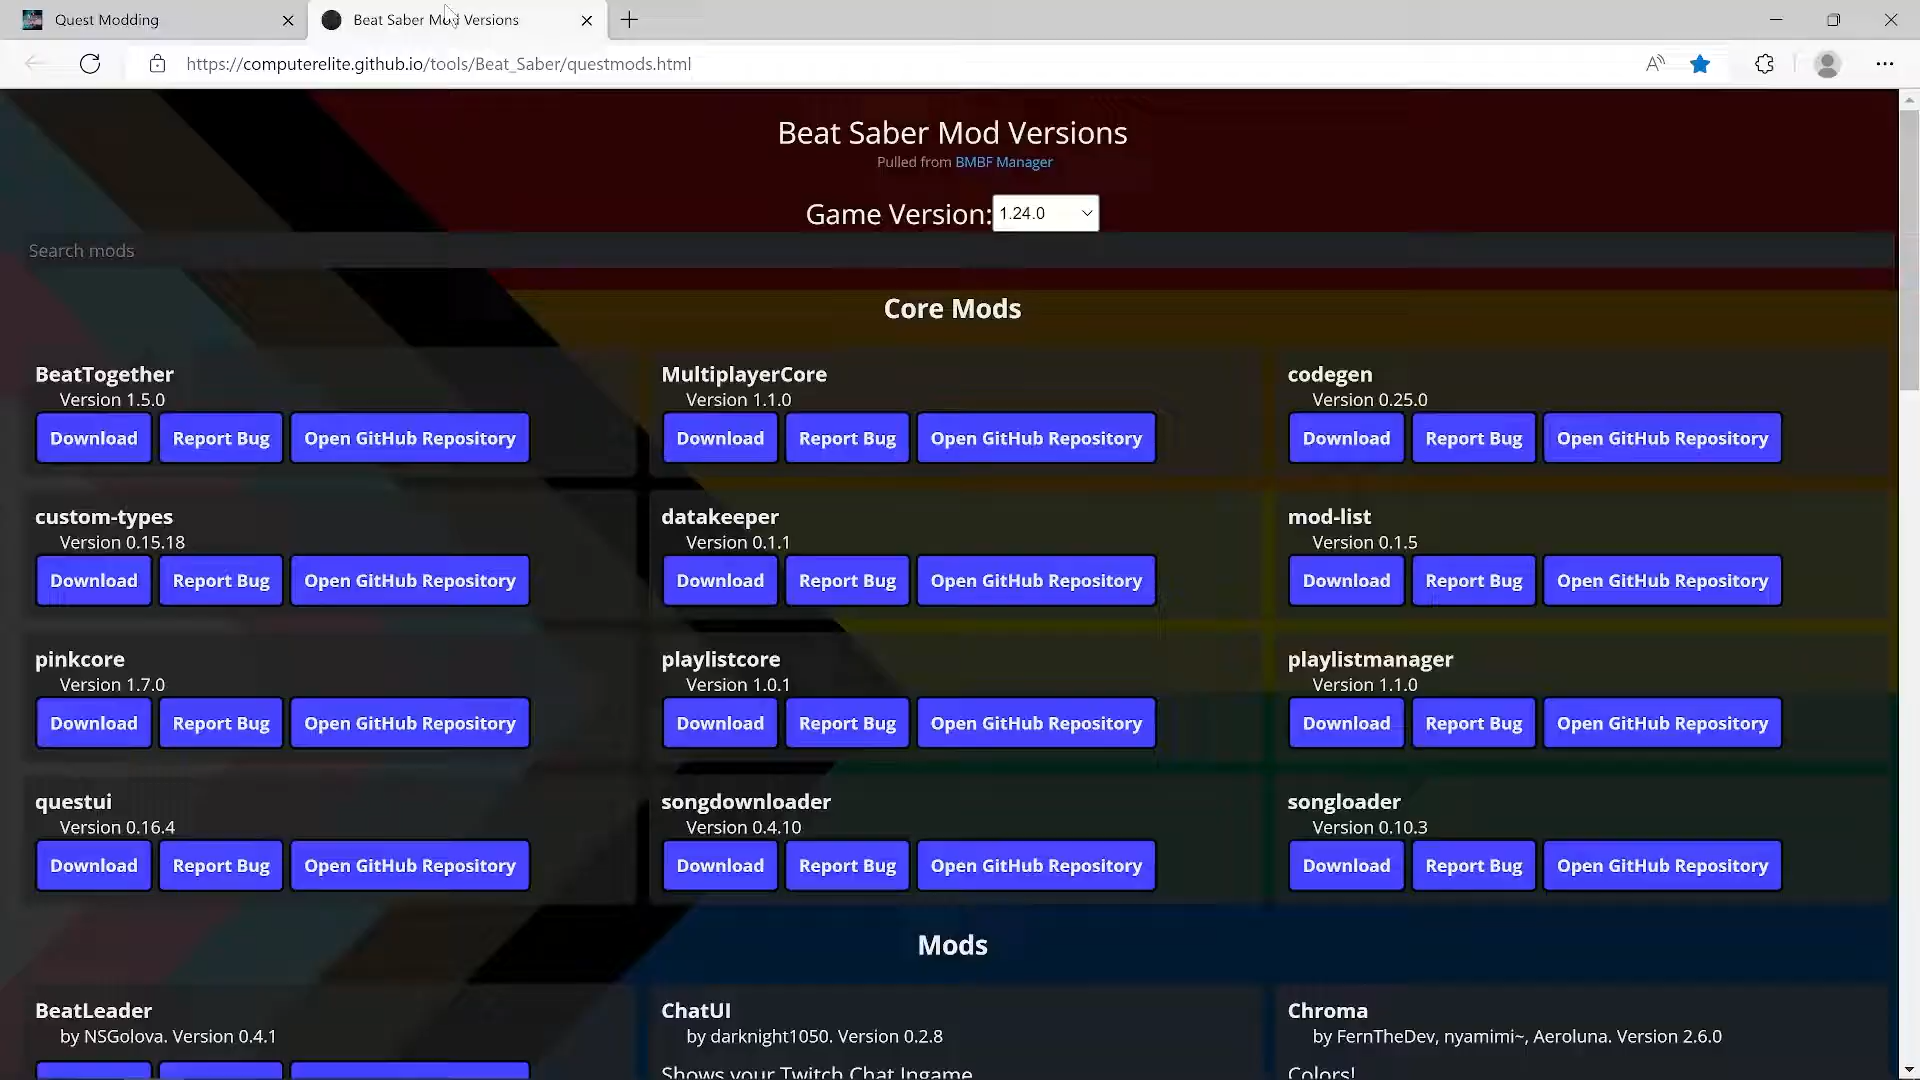 Quest Modding
Beat Saber Mod Versions
https://computerelite.github.io/tools/Beat_Saber/questmods.html
Beat Saber Mod Versions
Pulled from BMBF Manager
Game Version: 1.24.0
Search mods
Core Mods
BeatTogether
Version 1.5.0
Download Report Bug Open GitHub Repository
MultiplayerCore
Version 1.1.0
Download Report Bug Open GitHub Repository
codegen
Version 0.25.0
Download Report Bug Open GitHub Repository
custom-types
Version 0.15.18
Download Report Bug Open GitHub Repository
datakeeper
Version 0.1.1
Download Report Bug Open GitHub Repository
mod-list
Version 0.1.5
Download Report Bug Open GitHub Repository
pinkcore
Version 1.7.0
Download Report Bug Open GitHub Repository
playlistcore
Version 1.0.1
Download Report Bug Open GitHub Repository
playlistmanager
Version 1.1.0
Download Report Bug Open GitHub Repository
questui
Version 0.16.4
Download Report Bug Open GitHub Repository
songdownloader
Version 0.4.10
Download Report Bug Open GitHub Repository
songloader
Version 0.10.3
Download Report Bug Open GitHub Repository
Mods
BeatLeader
by NSGolova. Version 0.4.1
ChatUI
by darknight1050. Version 0.2.8
Shows your Twitch Chat Ingame
Chroma
by FernTheDev, nyamimi~, Aeroluna. Version 2.6.0
Colors!